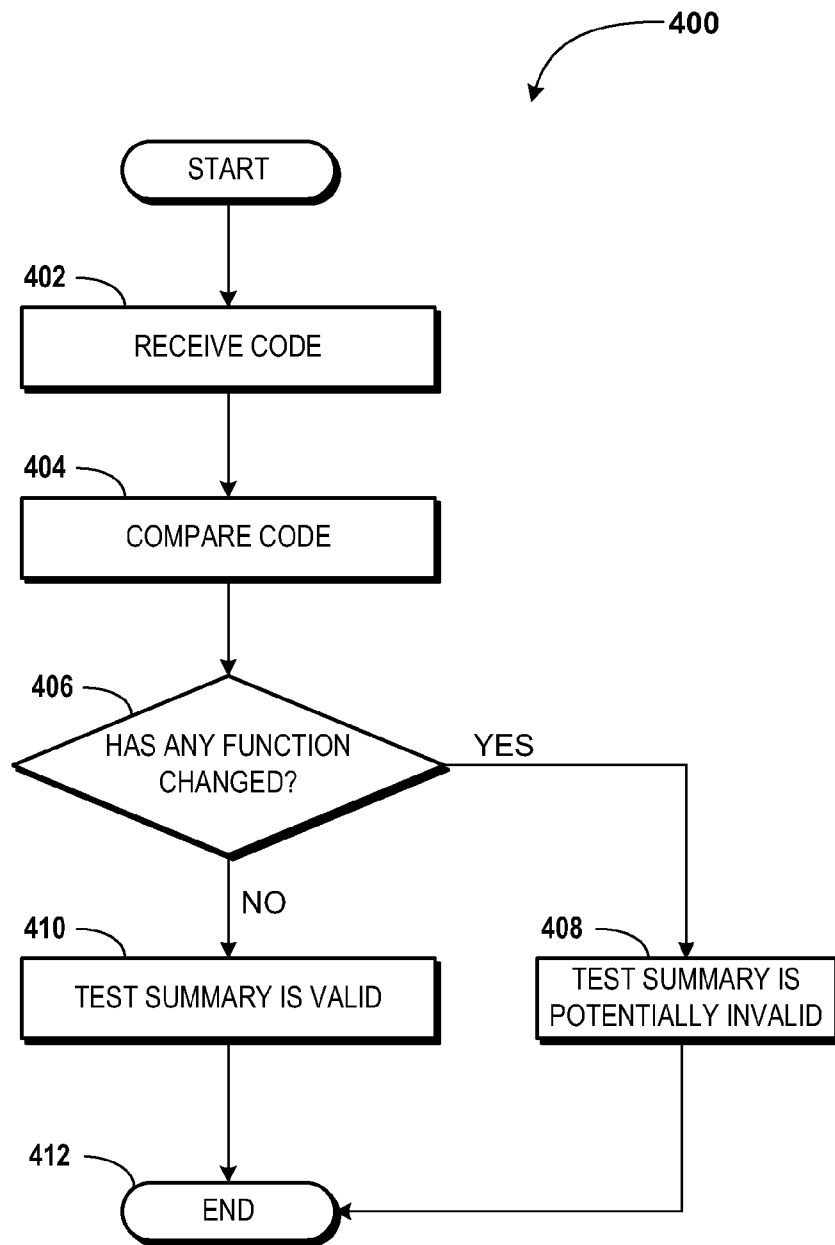 400
START
402
RECEIVE CODE
404
COMPARE CODE
406
HAS ANY FUNCTION
CHANGED?
YES
NO
410
TEST SUMMARY IS VALID
408
TEST SUMMARY IS
POTENTIALLY INVALID
412
END